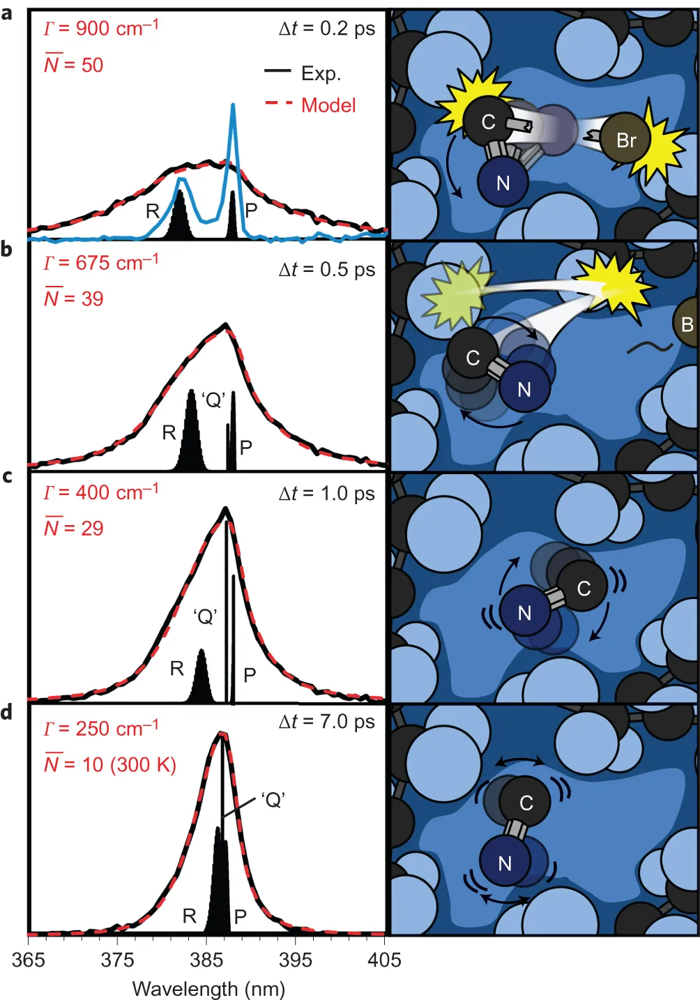 a
Γ = 900 cm⁻¹
Δt = 0.2 ps
N̅ = 50
Exp.
Model
R
P
C
N
Br
b
Γ = 675 cm⁻¹
Δt = 0.5 ps
N̅ = 39
‘Q’
R
P
C
N
B
c
Γ = 400 cm⁻¹
Δt = 1.0 ps
N̅ = 29
‘Q’
R
P
N
C
d
Γ = 250 cm⁻¹
Δt = 7.0 ps
N̅ = 10 (300 K)
‘Q’
R
P
C
N
365 375 385 395 405
Wavelength (nm)